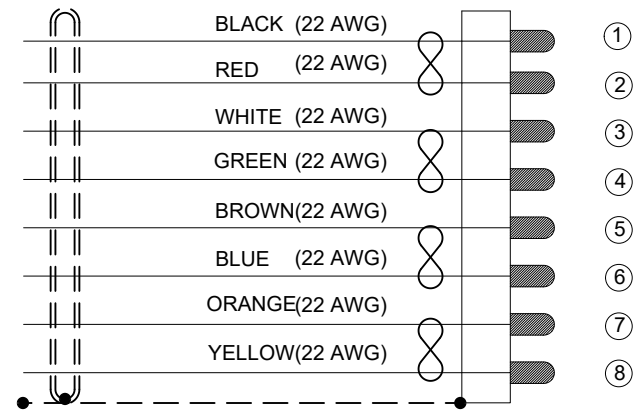 BLACK (22 AWG) 1
RED (22 AWG) 2
WHITE (22 AWG) 3
GREEN (22 AWG) 4
BROWN(22 AWG) 5
BLUE (22 AWG) 6
ORANGE(22 AWG) 7
YELLOW(22 AWG) 8